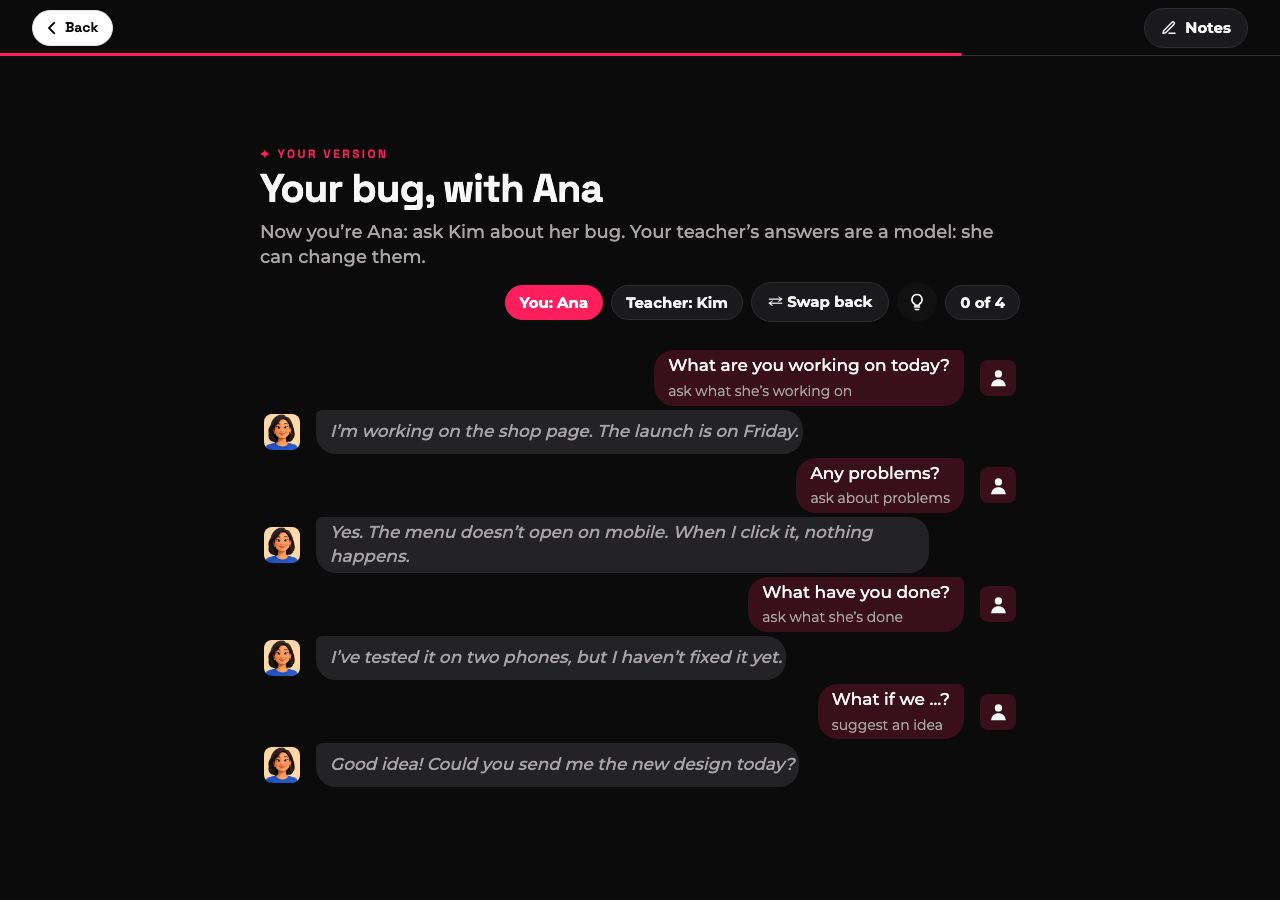 Back
Notes
✦ YOUR VERSION
Your bug, with Ana
Now you’re Ana: ask Kim about her bug. Your teacher’s answers are a model: she
can change them.
You: Ana
Teacher: Kim
⇄ Swap back
0 of 4
What are you working on today?
ask what she’s working on
I’m working on the shop page. The launch is on Friday.
Any problems?
ask about problems
Yes. The menu doesn’t open on mobile. When I click it, nothing
happens.
What have you done?
ask what she’s done
I’ve tested it on two phones, but I haven’t fixed it yet.
What if we ...?
suggest an idea
Good idea! Could you send me the new design today?